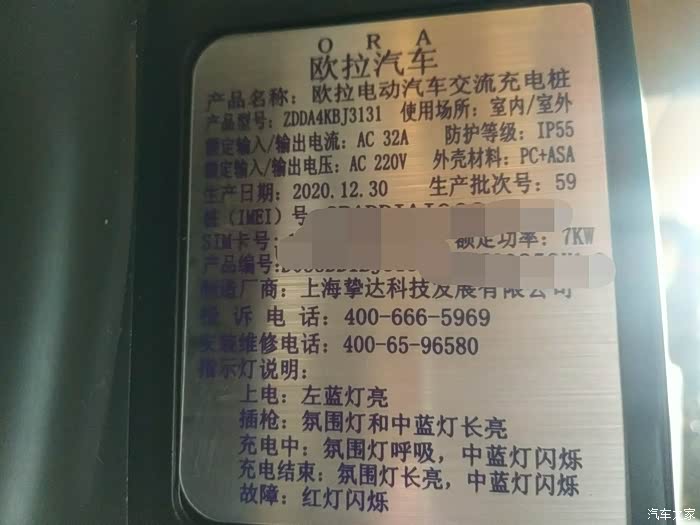 ORA
欧拉汽车
产品名称：欧拉电动汽车交流充电桩
产品型号：ZDDA4KBJ3131 使用场所：室内/室外
额定输入/输出电流：AC 32A 防护等级：IP55
额定输入/输出电压：AC 220V 外壳材料：PC+ASA
生产日期：2020.12.30 生产批次号：59
桩（IMEI）号
SIM卡号： 额定功率：7KW
产品编号:
制造厂商：上海挚达科技发展有限公司
投诉电话：400-666-5969
安装维修电话：400-65-96580
指示灯说明：
上电：左蓝灯亮
插枪：氛围灯和中蓝灯长亮
充电中：氛围灯呼吸，中蓝灯闪烁
充电结束：氛围灯长亮，中蓝灯闪烁
故障：红灯闪烁
汽车之家